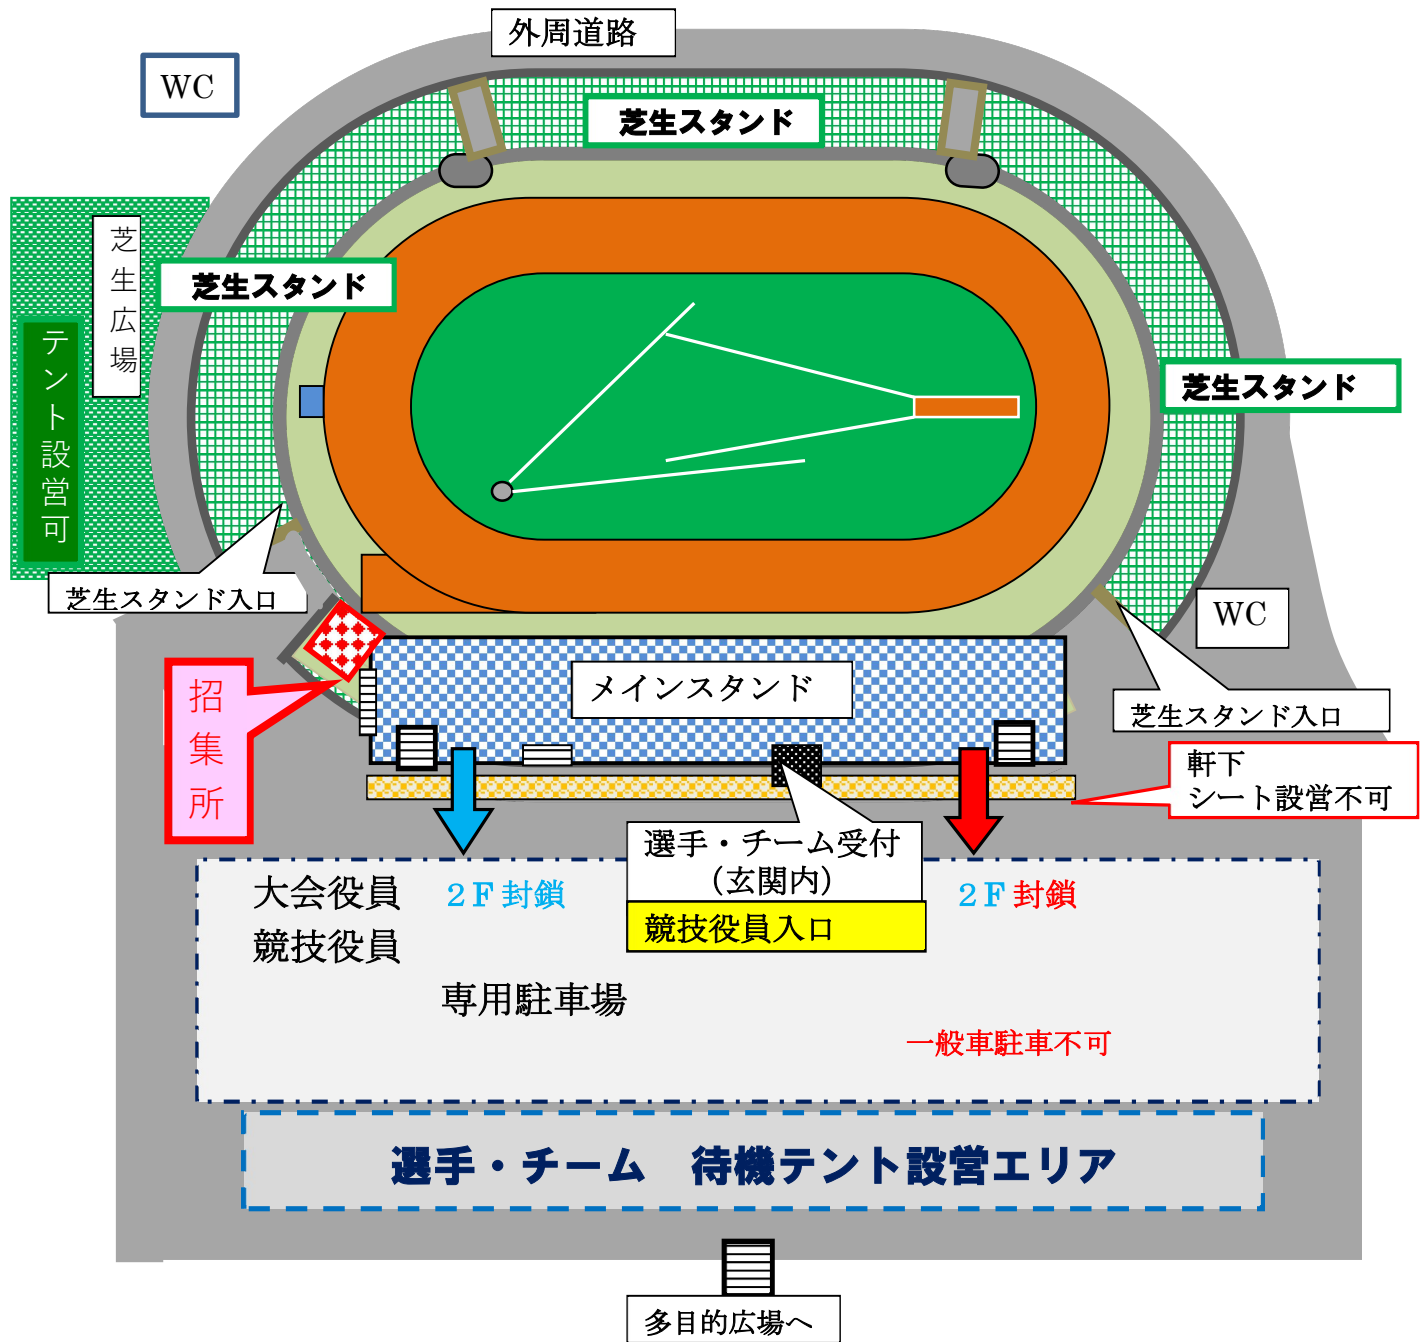 外周道路
WC
芝生スタンド
芝生広場
芝生スタンド
テント設営可
芝生スタンド
芝生スタンド入口
WC
メインスタンド
招集所
芝生スタンド入口
軒下
シート設営不可
選手・チーム受付
(玄関内)
競技役員入口
大会役員
２F 封鎖
２F 封鎖
競技役員
専用駐車場
一般車駐車不可
選手・チーム　待機テント設営エリア
多目的広場へ